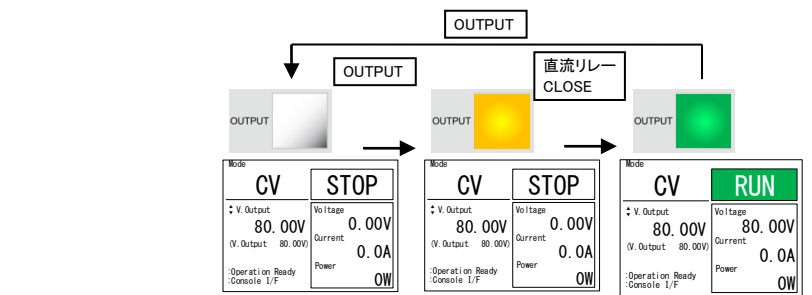 OUTPUT
OUTPUT
直流リレー
CLOSE
OUTPUT
OUTPUT
OUTPUT
Mode
CV
STOP
V. Output
80. 00V
(V. Output 80. 00V)
:Operation Ready
:Console I/F
Voltage
0. 00V
Current
0. 0A
Power
0W
Mode
CV
STOP
V. Output
80. 00V
(V. Output 80. 00V)
:Operation Ready
:Console I/F
Voltage
0. 00V
Current
0. 0A
Power
0W
Mode
CV
RUN
V. Output
80. 00V
(V. Output 80. 00V)
:Operation Ready
:Console I/F
Voltage
80. 00V
Current
0. 0A
Power
0W